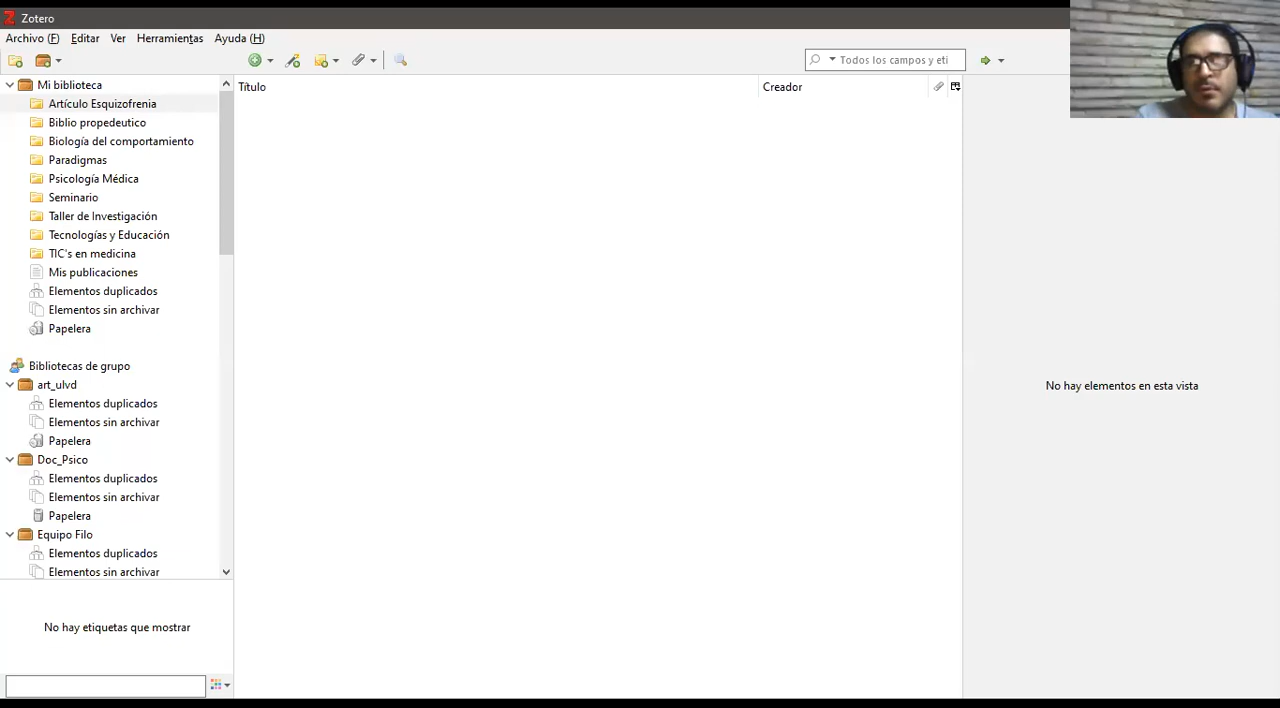 Zotero
Archivo (F) Editar Ver Herramientas Ayuda (H)
Todos los campos y eti
Título Creador
Mi biblioteca
Artículo Esquizofrenia
Biblio propedeutico
Biología del comportamiento
Paradigmas
Psicología Médica
Seminario
Taller de Investigación
Tecnologías y Educación
TIC's en medicina
Mis publicaciones
Elementos duplicados
Elementos sin archivar
Papelera
Bibliotecas de grupo
art_ulvd
Elementos duplicados
Elementos sin archivar
Papelera
Doc_Psico
Elementos duplicados
Elementos sin archivar
Papelera
Equipo Filo
Elementos duplicados
Elementos sin archivar
No hay etiquetas que mostrar
No hay elementos en esta vista